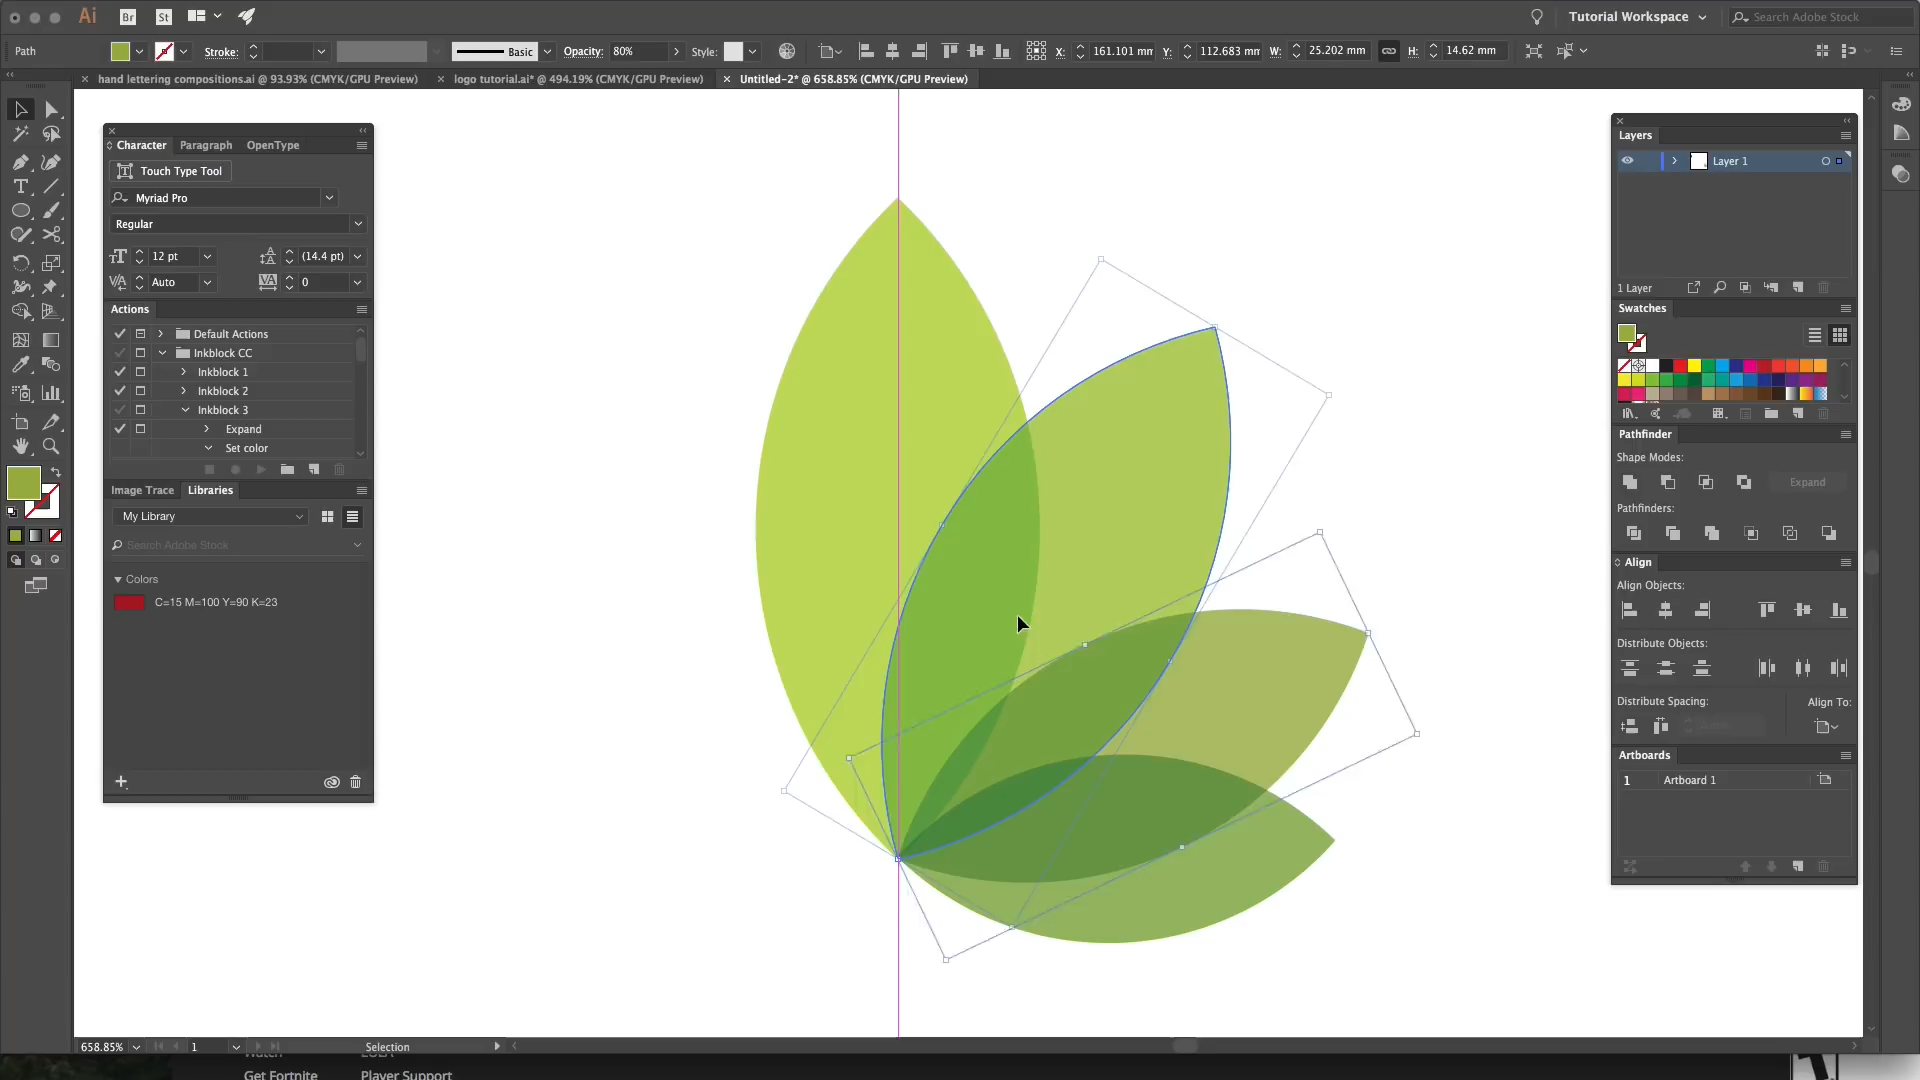 Ai Br St Tutorial Workspace Search Adobe Stock
Path Stroke: Basic Opacity: 80% Style: X: 161.101 mm Y: 112.683 mm W: 25.202 mm H: 14.62 mm
hand lettering compositions.ai @ 93.93% (CMYK/GPU Preview) logo tutorial.ai* @ 494.19% (CMYK/GPU Preview) Untitled-2* @ 658.85% (CMYK/GPU Preview)
Character Paragraph OpenType
Touch Type Tool
Myriad Pro
Regular
12 pt (14.4 pt)
Auto 0
Actions
Default Actions
Inkblock CC
Inkblock 1
Inkblock 2
Inkblock 3
Expand
Set color
Image Trace Libraries
My Library
Search Adobe Stock
Colors
C=15 M=100 Y=90 K=23
Layers
Layer 1
1 Layer
Swatches
Pathfinder
Shape Modes:
Expand
Pathfinders:
Align
Align Objects:
Distribute Objects:
Distribute Spacing: Align To:
Artboards
1 Artboard 1
658.85% 1 Selection
Get Fortnite Player Support